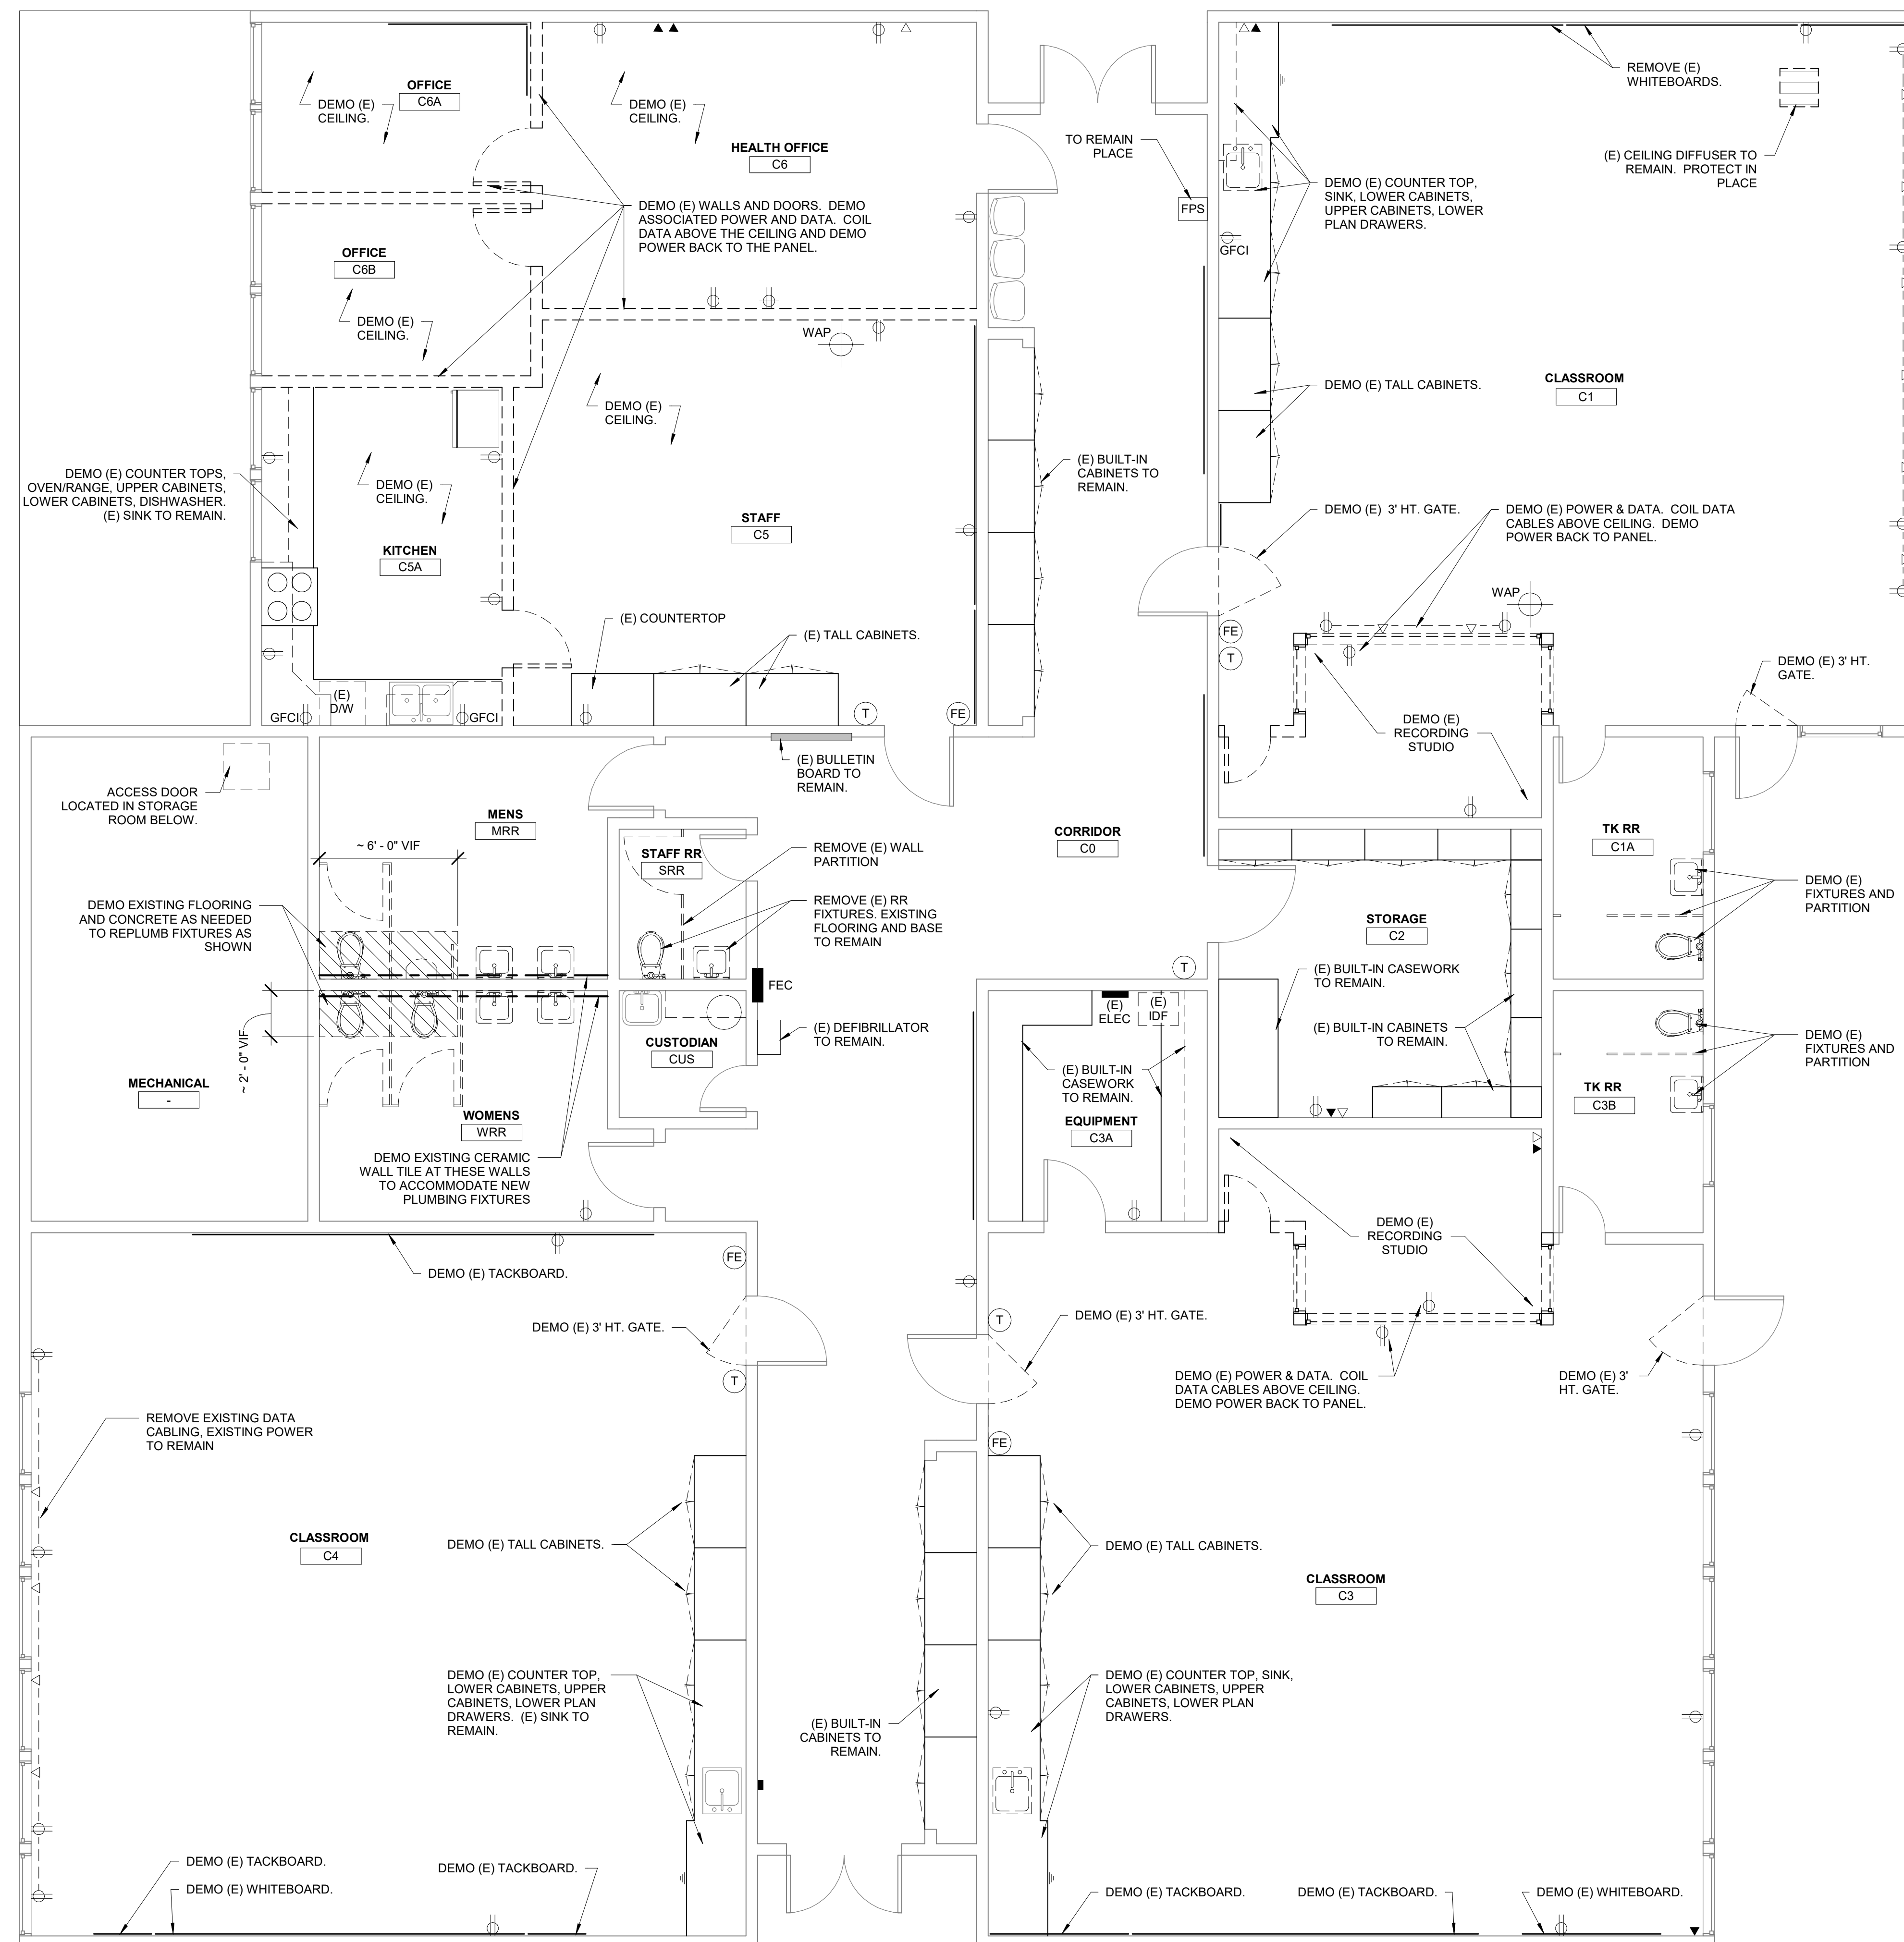 OFFICE
C6A
DEMO (E)
CEILING.
DEMO (E)
CEILING.
HEALTH OFFICE
C6
TO REMAIN
PLACE
FPS
REMOVE (E)
WHITEBOARDS.
(E) CEILING DIFFUSER TO
REMAIN. PROTECT IN
PLACE
DEMO (E) COUNTER TOP,
SINK, LOWER CABINETS,
UPPER CABINETS, LOWER
PLAN DRAWERS.
GFCI
DEMO (E) WALLS AND DOORS. DEMO
ASSOCIATED POWER AND DATA. COIL
DATA ABOVE THE CEILING AND DEMO
POWER BACK TO THE PANEL.
OFFICE
C6B
DEMO (E)
CEILING.
WAP
DEMO (E)
CEILING.
DEMO (E) TALL CABINETS.
CLASSROOM
C1
DEMO (E) COUNTER TOPS,
OVEN/RANGE, UPPER CABINETS,
LOWER CABINETS, DISHWASHER.
(E) SINK TO REMAIN.
DEMO (E)
CEILING.
KITCHEN
C5A
STAFF
C5
(E) BUILT-IN
CABINETS TO
REMAIN.
DEMO (E) 3' HT. GATE.
DEMO (E) POWER & DATA. COIL DATA
CABLES ABOVE CEILING. DEMO
POWER BACK TO PANEL.
WAP
(E) COUNTERTOP
(E) TALL CABINETS.
FE
T
DEMO (E) 3' HT.
GATE.
(E)
D/W
GFCI
GFCI
T
FE
DEMO (E)
RECORDING
STUDIO
(E) BULLETIN
BOARD TO
REMAIN.
ACCESS DOOR
LOCATED IN STORAGE
ROOM BELOW.
MENS
MRR
~ 6' - 0" VIF
STAFF RR
SRR
REMOVE (E) WALL
PARTITION
CORRIDOR
C0
TK RR
C1A
DEMO EXISTING FLOORING
AND CONCRETE AS NEEDED
TO REPLUMB FIXTURES AS
SHOWN
REMOVE (E) RR
FIXTURES. EXISTING
FLOORING AND BASE
TO REMAIN
DEMO (E)
FIXTURES AND
PARTITION
STORAGE
C2
FEC
T
(E) BUILT-IN CASEWORK
TO REMAIN.
(E)
ELEC
(E)
IDF
(E) DEFIBRILLATOR
TO REMAIN.
(E) BUILT-IN CABINETS
TO REMAIN.
CUSTODIAN
CUS
~ 2' - 0" VIF
MECHANICAL
-
(E) BUILT-IN
CASEWORK
TO REMAIN.
DEMO (E)
FIXTURES AND
PARTITION
TK RR
C3B
WOMENS
WRR
EQUIPMENT
C3A
DEMO EXISTING CERAMIC
WALL TILE AT THESE WALLS
TO ACCOMMODATE NEW
PLUMBING FIXTURES
DEMO (E)
RECORDING
STUDIO
FE
DEMO (E) TACKBOARD.
DEMO (E) 3' HT. GATE.
T
T
DEMO (E) 3' HT. GATE.
DEMO (E) POWER & DATA. COIL
DATA CABLES ABOVE CEILING.
DEMO POWER BACK TO PANEL.
DEMO (E) 3'
HT. GATE.
REMOVE EXISTING DATA
CABLING, EXISTING POWER
TO REMAIN
FE
CLASSROOM
C4
DEMO (E) TALL CABINETS.
DEMO (E) TALL CABINETS.
CLASSROOM
C3
DEMO (E) COUNTER TOP,
LOWER CABINETS, UPPER
CABINETS, LOWER PLAN
DRAWERS. (E) SINK TO
REMAIN.
(E) BUILT-IN
CABINETS TO
REMAIN.
DEMO (E) COUNTER TOP, SINK,
LOWER CABINETS, UPPER
CABINETS, LOWER PLAN
DRAWERS.
DEMO (E) TACKBOARD.
DEMO (E) WHITEBOARD.
DEMO (E) TACKBOARD.
DEMO (E) TACKBOARD.
DEMO (E) TACKBOARD.
DEMO (E) WHITEBOARD.